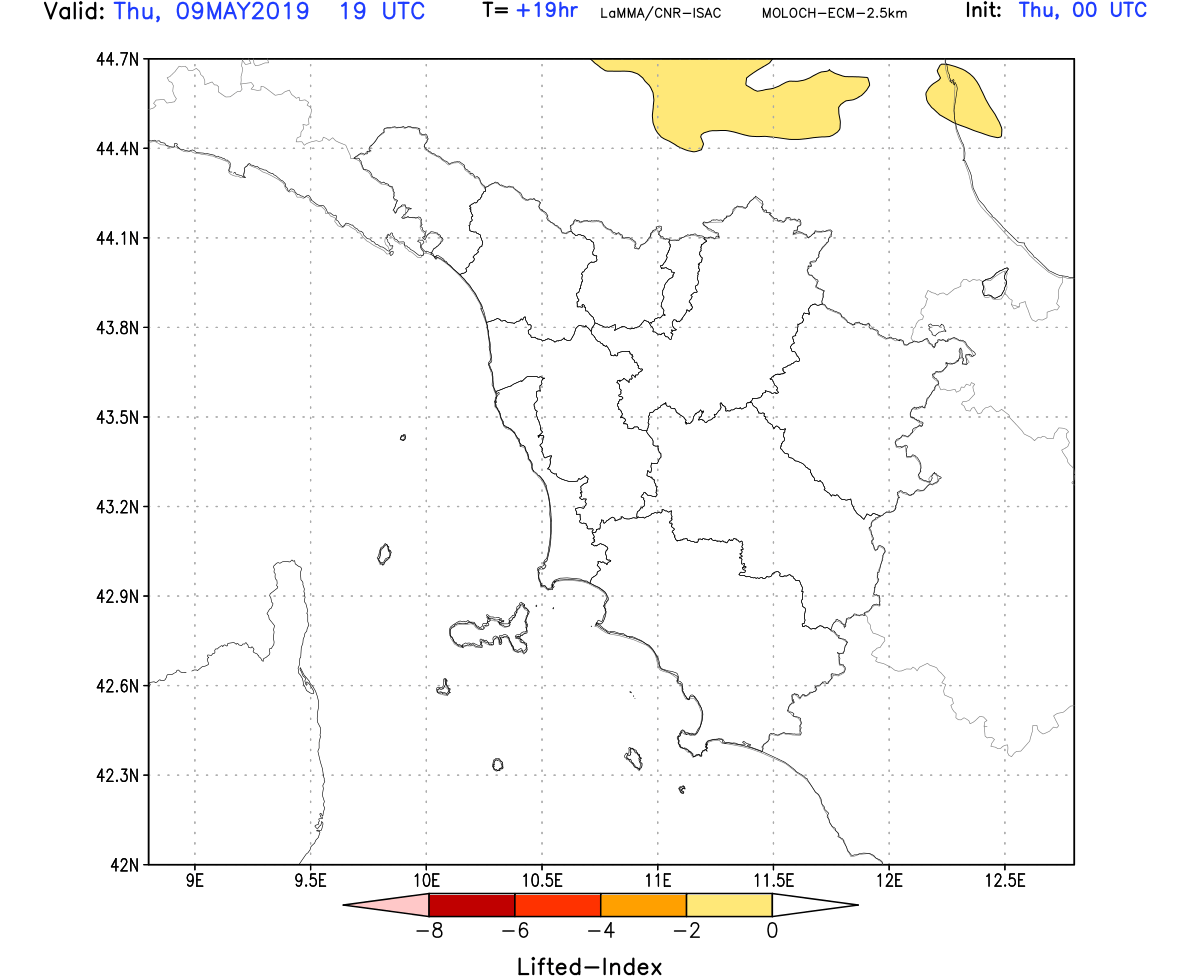 Valid: Thu, 09MAY2019 19 UTC T= +19hr LaMMA/CNR-ISAC MOLOCH-ECM-2.5km Init: Thu, 00 UTC
44.7N
44.4N
44.1N
43.8N
43.5N
43.2N
42.9N
42.6N
42.3N
42N
9E 9.5E 10E 10.5E 11E 11.5E 12E 12.5E
-8 -6 -4 -2 0
Lifted-Index